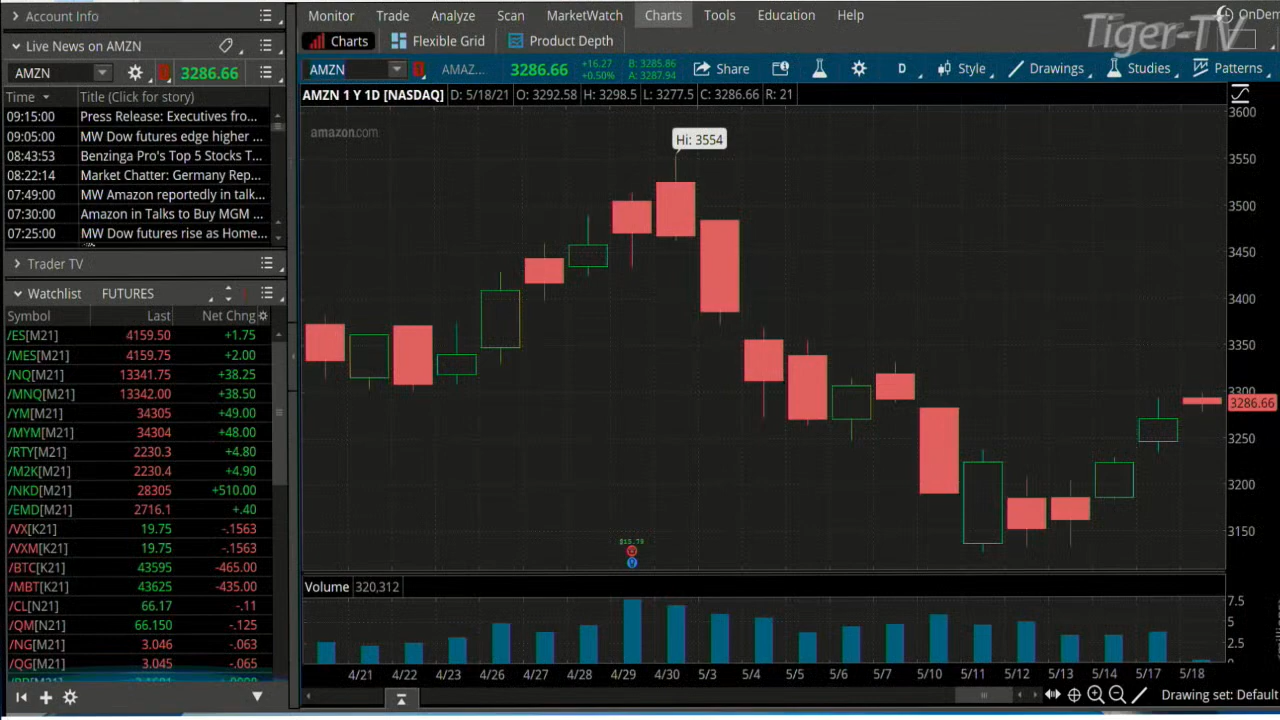 Account Info
Monitor Trade Analyze Scan MarketWatch Charts Tools Education Help
OnDem
Tiger-TV
Live News on AMZN
Charts Flexible Grid Product Depth
AMZN 3286.66
AMZN AMAZ... 3286.66 +16.27 +0.50% B: 3285.86 A: 3287.94 Share D Style Drawings Studies Patterns
Time Title (Click for story)
AMZN 1 Y 1D [NASDAQ] D: 5/18/21 O: 3292.58 H: 3298.5 L: 3277.5 C: 3286.66 R: 21
09:15:00 Press Release: Executives fro...
09:05:00 MW Dow futures edge higher ...
08:43:53 Benzinga Pro's Top 5 Stocks T...
08:22:14 Market Chatter: Germany Rep...
07:49:00 MW Amazon reportedly in talk...
07:30:00 Amazon in Talks to Buy MGM ...
07:25:00 MW Dow futures rise as Home...
Trader TV
Watchlist FUTURES
Symbol Last Net Chng
/ES[M21] 4159.50 +1.75
/MES[M21] 4159.75 +2.00
/NQ[M21] 13341.75 +38.25
/MNQ[M21] 13342.00 +38.50
/YM[M21] 34305 +49.00
/MYM[M21] 34304 +48.00
/RTY[M21] 2230.3 +4.80
/M2K[M21] 2230.4 +4.90
/NKD[M21] 28305 +510.00
/EMD[M21] 2716.1 +.40
/VX[K21] 19.75 -.1563
/VXM[K21] 19.75 -.1563
/BTC[K21] 43595 -465.00
/MBT[K21] 43625 -435.00
/CL[N21] 66.17 -.11
/QM[N21] 66.150 -.125
/NG[M21] 3.046 -.063
/QG[M21] 3.045 -.065
amazon.com
Hi: 3554
3600
3550
3500
3450
3400
3350
3300
3286.66
3250
3200
3150
$15.79
Volume 320,312
7.5
5
2.5
0
4/21 4/22 4/23 4/26 4/27 4/28 4/29 4/30 5/3 5/4 5/5 5/6 5/7 5/10 5/11 5/12 5/13 5/14 5/17 5/18
Drawing set: Default